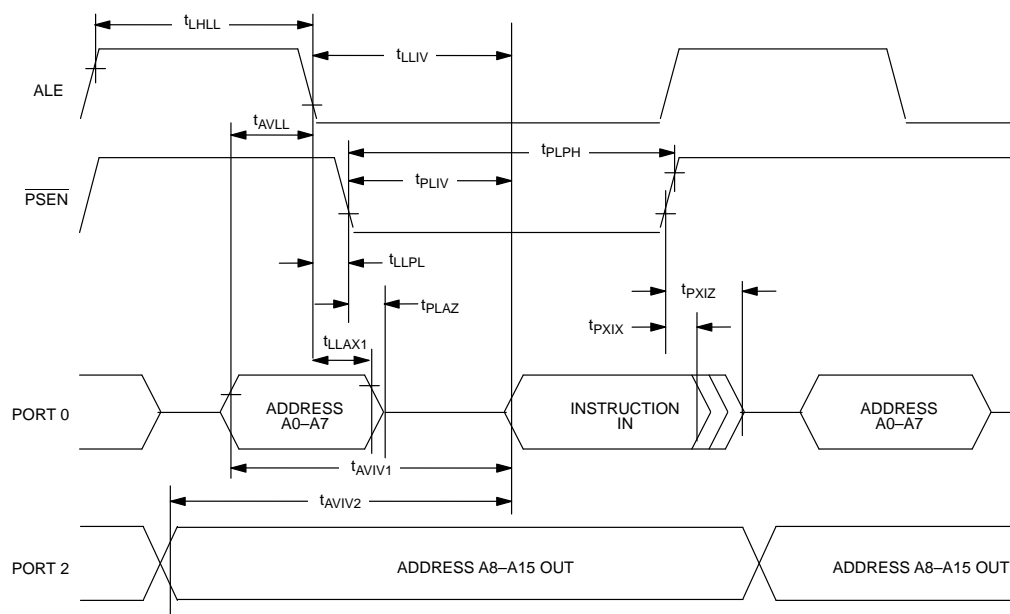 tLHLL
tLLIV
ALE
tAVLL
tPLPH
tPLIV
PSEN
tLLPL
tPXIZ
tPLAZ
tPXIX
tLLAX1
PORT 0
ADDRESS
A0–A7
INSTRUCTION
IN
ADDRESS
A0–A7
tAVIV1
tAVIV2
PORT 2
ADDRESS A8–A15 OUT
ADDRESS A8–A15 OUT